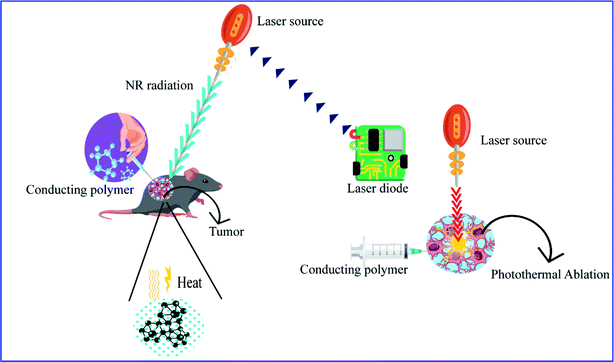 Laser source
NR radiation
Laser source
Conducting polymer
Laser diode
Tumor
Conducting polymer
Photothermal Ablation
Heat